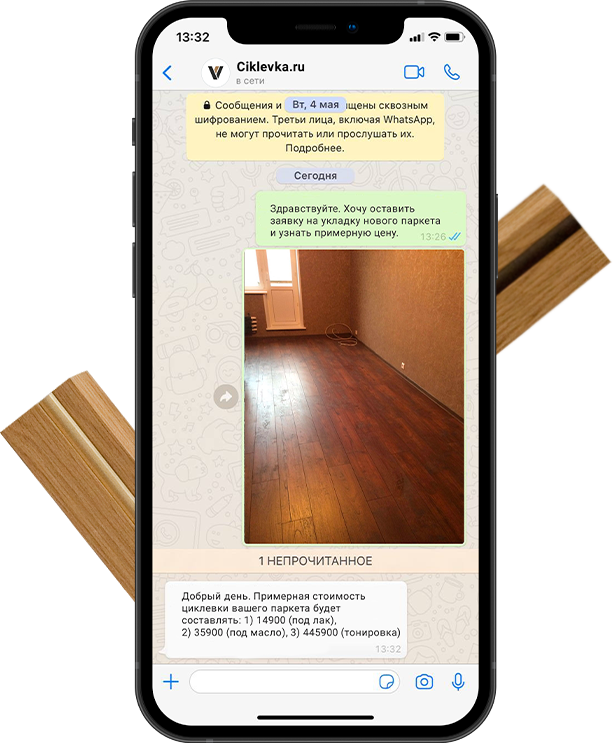 13:32
Ciklevka.ru
в сети
Сообщения и Вт, 4 мая ищены сквозным
шифрованием. Третьи лица, включая WhatsApp,
не могут прочитать или прослушать их.
Подробнее.
Сегодня
Здравствуйте. Хочу оставить
заявку на укладку нового паркета
и узнать примерную цену.
13:26
1 НЕПРОЧИТАННОЕ
Добрый день. Примерная стоимость
циклевки вашего паркета будет
составлять: 1) 14900 (под лак),
2) 35900 (под масло), 3) 445900 (тонировка)
13:32